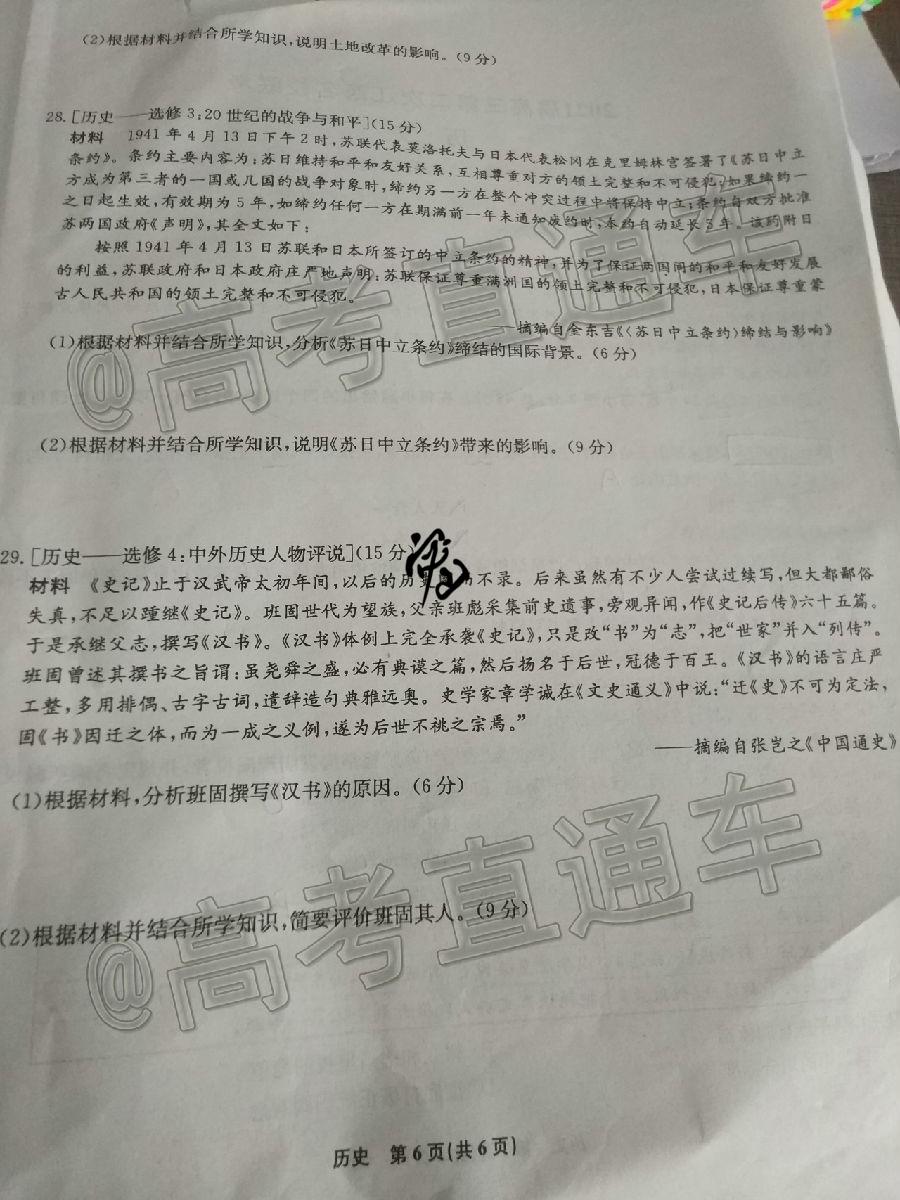 (2)根据材料并结合所学知识,说明土地改革的影响。(9分)
28.[历史——选修3:20世纪的战争与和平](15分)
材料 1941年4月13日下午2时,苏联代表莫洛托夫与日本代表松冈在克里姆林宫签署了《苏日中立
条约》。条约主要内容为:苏日维持和平和友好关系,互相尊重对方的领土完整和不可侵犯;如果缔约一
方成为第三者的一国或几国的战争对象时,缔约另一方在整个冲突过程中将保持中立;条约自双方批准
之日起生效,有效期为5年,如缔约任何一方在期满前一年未通知废约时,本约自动延长5年。该约附日
苏两国政府《声明》,其全文如下:
按照1941年4月13日苏联和日本所签订的中立条约的精神,并为了保证两国间的和平和友好发展
的利益,苏联政府和日本政府庄严地声明:苏联保证尊重满洲国的领土完整和不可侵犯,日本保证尊重蒙
古人民共和国的领土完整和不可侵犯。
——摘编自金东吉《〈苏日中立条约〉缔结与影响》
(1)根据材料并结合所学知识,分析《苏日中立条约》缔结的国际背景。(6分)
(2)根据材料并结合所学知识,说明《苏日中立条约》带来的影响。(9分)
29.[历史——选修4:中外历史人物评说](15分)
材料 《史记》止于汉武帝太初年间,以后的历史 而不录。后来虽然有不少人尝试过续写,但大都鄙俗
失真,不足以踵继《史记》。班固世代为望族,父亲班彪采集前史遗事,旁观异闻,作《史记后传》六十五篇。
于是承继父志,撰写《汉书》。《汉书》体例上完全承袭《史记》,只是改“书”为“志”,把“世家”并入“列传”。
班固曾述其撰书之旨谓:虽尧舜之盛,必有典谟之篇,然后扬名于后世,冠德于百王。《汉书》的语言庄严
工整,多用排偶、古字古词,遣辞造句典雅远奥。史学家章学诚在《文史通义》中说:“迁《史》不可为定法,
固《书》因迁之体,而为一成之义例,遂为后世不祧之宗焉。”
——摘编自张岂之《中国通史》
(1)根据材料,分析班固撰写《汉书》的原因。(6分)
(2)根据材料并结合所学知识,简要评价班固其人。(9分)
历史 第6页(共6页)
@高考直通车
@高考直通车